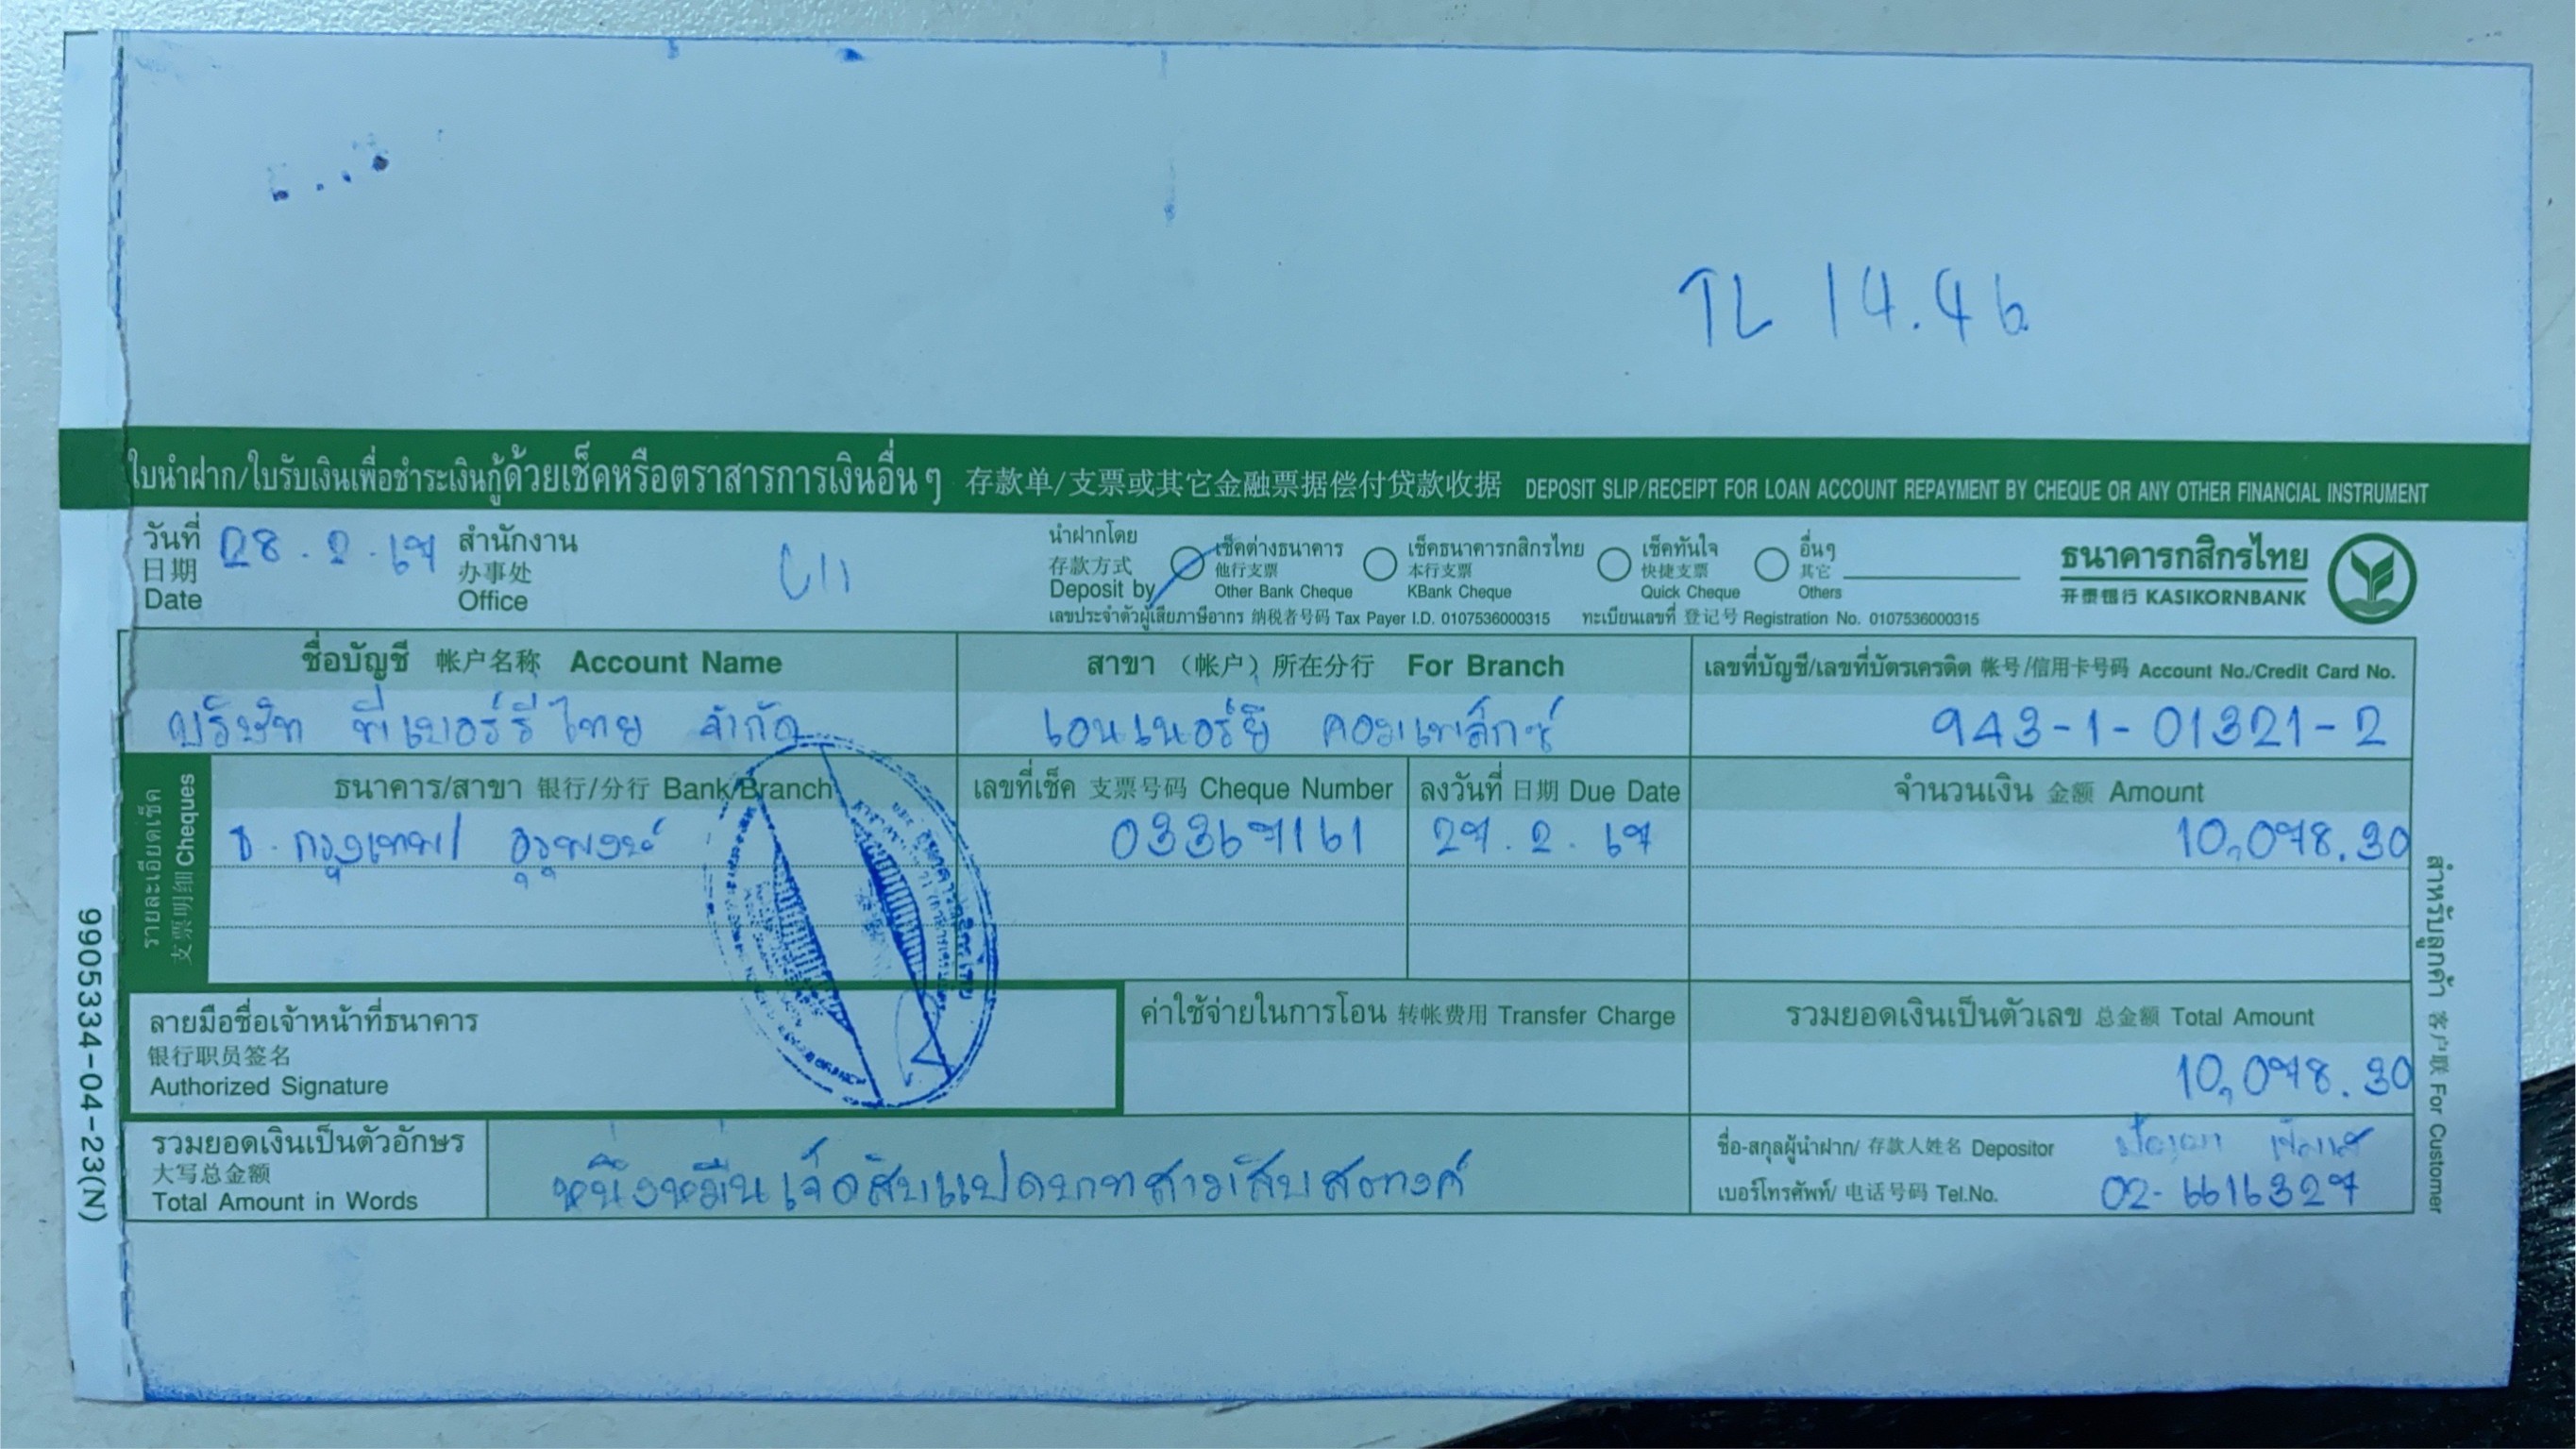 TL 14.46
ใบนำฝาก/ใบรับเงินเพื่อชำระเงินกู้ด้วยเช็คหรือตราสารการเงินอื่น ๆ 存款单/支票或其它金融票据偿付贷款收据 DEPOSIT SLIP/RECEIPT FOR LOAN ACCOUNT REPAYMENT BY CHEQUE OR ANY OTHER FINANCIAL INSTRUMENT
วันที่ 日期 Date 28.2.67
สำนักงาน 办事处 Office
นำฝากโดย 存款方式 Deposit by
เช็คต่างธนาคาร 他行支票 Other Bank Cheque
เช็คธนาคารกสิกรไทย 本行支票 KBank Cheque
เช็คทันใจ 快捷支票 Quick Cheque
อื่นๆ 其它 Others
ธนาคารกสิกรไทย
开泰银行 KASIKORNBANK
เลขประจำตัวผู้เสียภาษีอากร 纳税者号码 Tax Payer I.D. 0107536000315 ทะเบียนเลขที่ 登记号 Registration No. 0107536000315
ชื่อบัญชี 帐户名称 Account Name
สาขา （帐户）所在分行 For Branch
เลขที่บัญชี/เลขที่บัตรเครดิต 帐号/信用卡号码 Account No./Credit Card No.
บริษัท ทีเบอร์รี่ไทย จำกัด
เอนเนอร์ยี่ คอมเพล็กซ์
943-1-01321-2
รายละเอียดเช็ค 支票明细 Cheques
ธนาคาร/สาขา 银行/分行 Bank/Branch
เลขที่เช็ค 支票号码 Cheque Number
ลงวันที่ 日期 Due Date
จำนวนเงิน 金额 Amount
ธ. กรุงเทพ/ อุรุพงษ์
03367161
27.2.67
10,078.30
ลายมือชื่อเจ้าหน้าที่ธนาคาร
银行职员签名
Authorized Signature
ค่าใช้จ่ายในการโอน 转帐费用 Transfer Charge
รวมยอดเงินเป็นตัวเลข 总金额 Total Amount
10,078.30
รวมยอดเงินเป็นตัวอักษร
大写总金额
Total Amount in Words
หนึ่งหมื่นเจ็ดสิบแปดบาทสามสิบสตางค์
ชื่อ-สกุลผู้นำฝาก/ 存款人姓名 Depositor
เบอร์โทรศัพท์/ 电话号码 Tel.No. 02-6616327
สำหรับลูกค้า 客户联 For Customer
9905334-04-23(N)